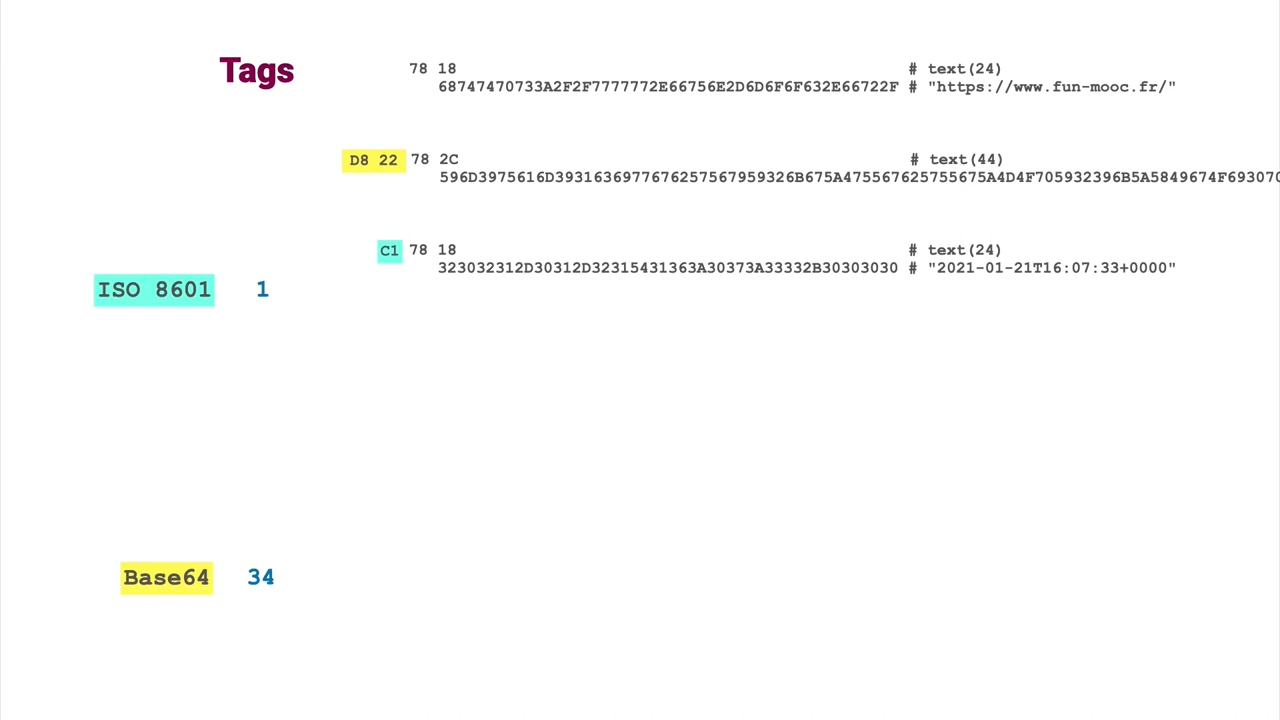 Tags
78 18 # text(24)
68747470733A2F2F7777772E66756E2D6D6F6F632E66722F # "https://www.fun-mooc.fr/"
D8 22 78 2C # text(44)
596D3975616D3931636977676257567959326B675A475567625755675A4D4F705932396B5A5849674F693070
C1 78 18 # text(24)
323032312D30312D32315431363A30373A33332B30303030 # "2021-01-21T16:07:33+0000"
ISO 8601 1
Base64 34